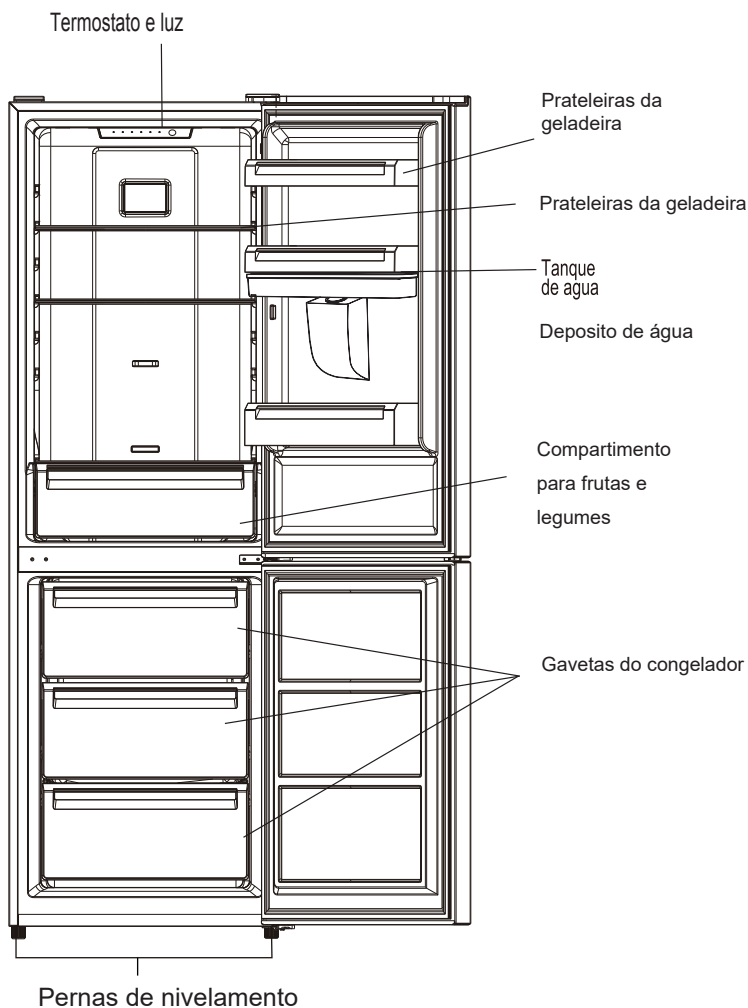 Termostato e luz
Prateleiras da
geladeira
Prateleiras da geladeira
Tanque
de agua
Deposito de água
Compartimento
para frutas e
legumes
Gavetas do congelador
Pernas de nivelamento